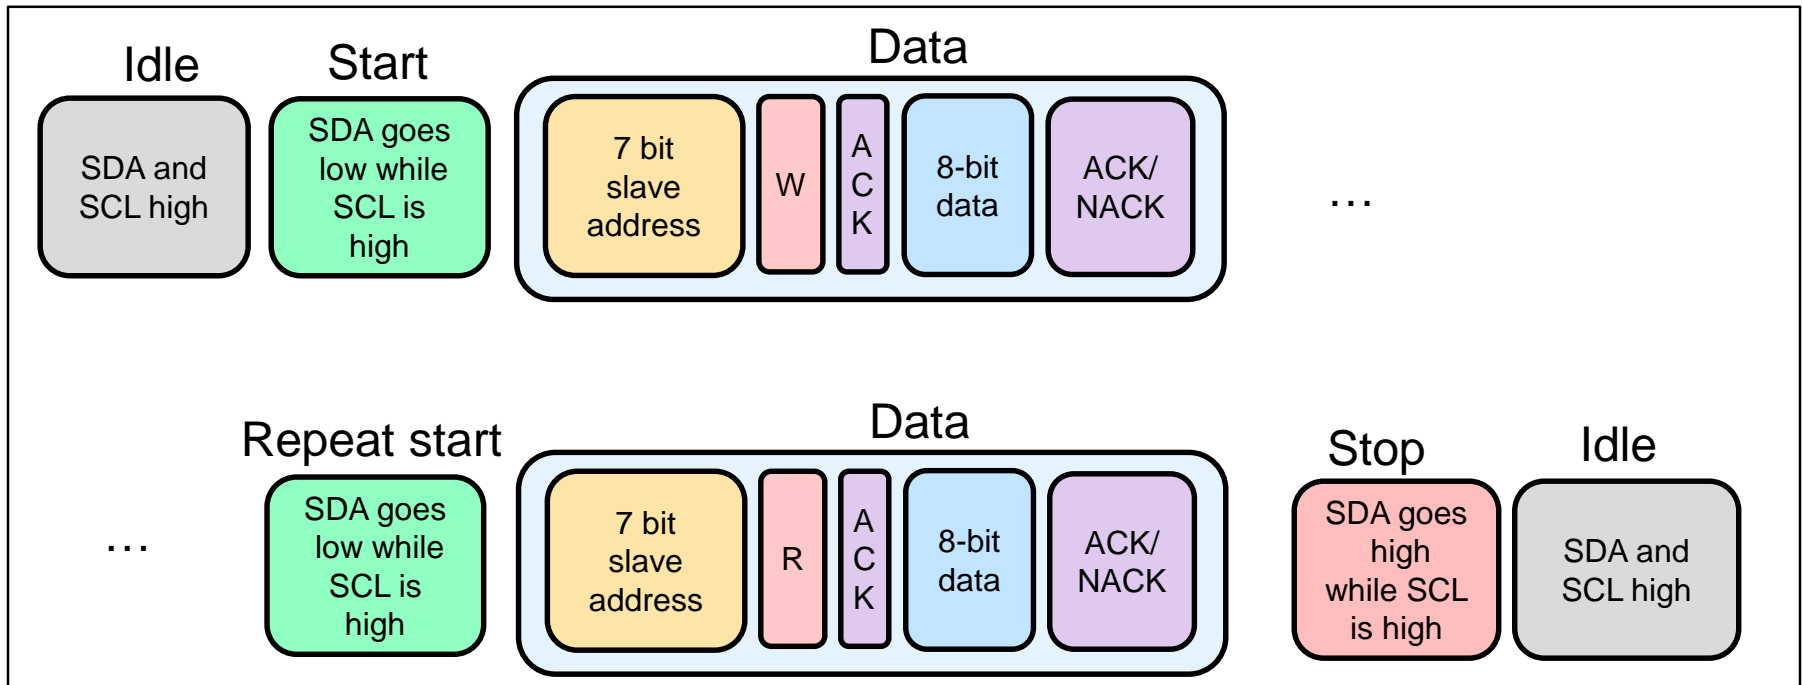 Idle
Start
Data
SDA and
SCL high
SDA goes
low while
SCL is
high
7 bit
slave
address
W
A
C
K
8-bit
data
ACK/
NACK
...
Repeat start
Data
Stop
Idle
...
SDA goes
low while
SCL is
high
7 bit
slave
address
R
A
C
K
8-bit
data
ACK/
NACK
SDA goes
high
while SCL
is high
SDA and
SCL high